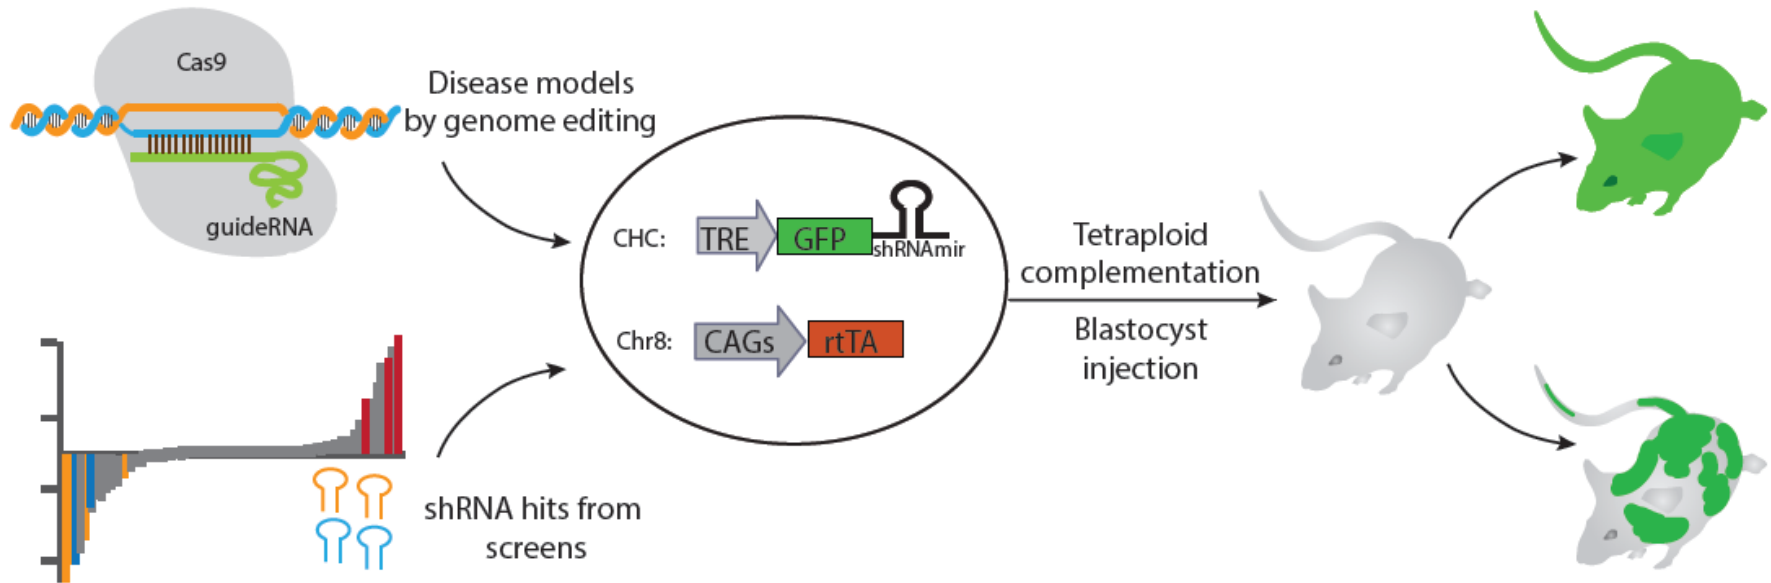 Cas9
guideRNA
Disease models
by genome editing
shRNA hits from
screens
CHC:
TRE
GFP
shRNAmir
Chr8:
CAGs
rtTA
Tetraploid
complementation
Blastocyst
injection